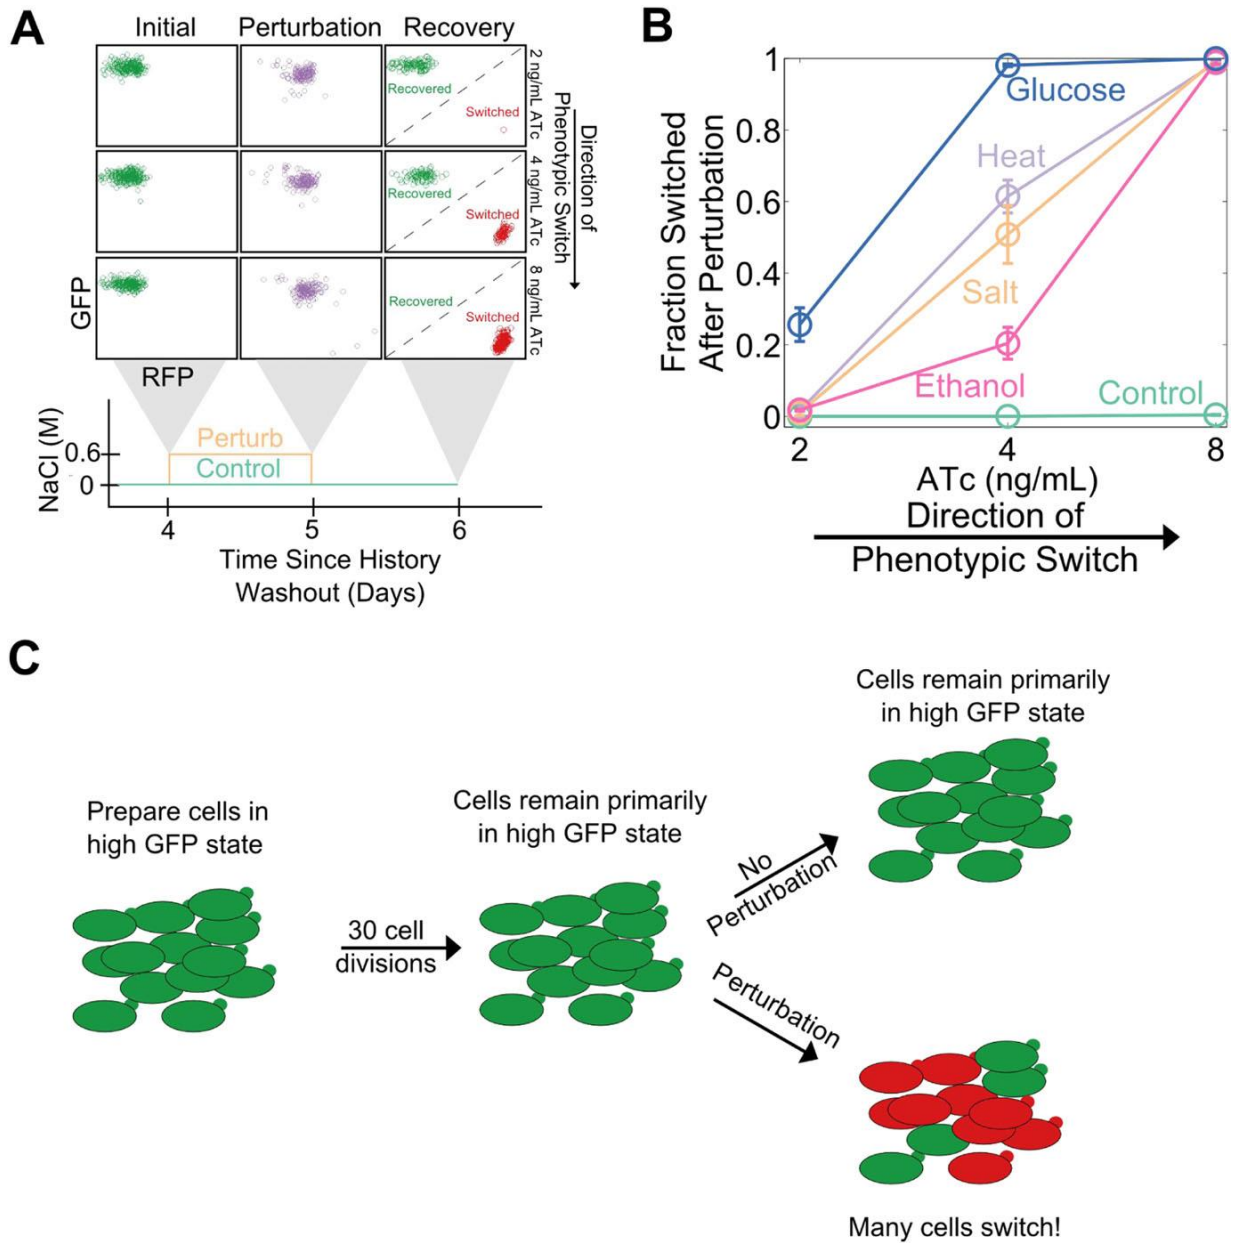 A
Initial
Perturbation
Recovery
Recovered
Switched
2 ng/mL ATc
Recovered
Switched
4 ng/mL ATc
Recovered
Switched
8 ng/mL ATc
Direction of
Phenotypic Switch
GFP
RFP
NaCl (M)
0.6
0
Perturb
Control
4
5
6
Time Since History
Washout (Days)
B
Fraction Switched
After Perturbation
1
0.8
0.6
0.4
0.2
0
Glucose
Heat
Salt
Ethanol
Control
2
4
8
ATc (ng/mL)
Direction of
Phenotypic Switch
C
Prepare cells in
high GFP state
30 cell
divisions
Cells remain primarily
in high GFP state
No
Perturbation
Cells remain primarily
in high GFP state
Perturbation
Many cells switch!